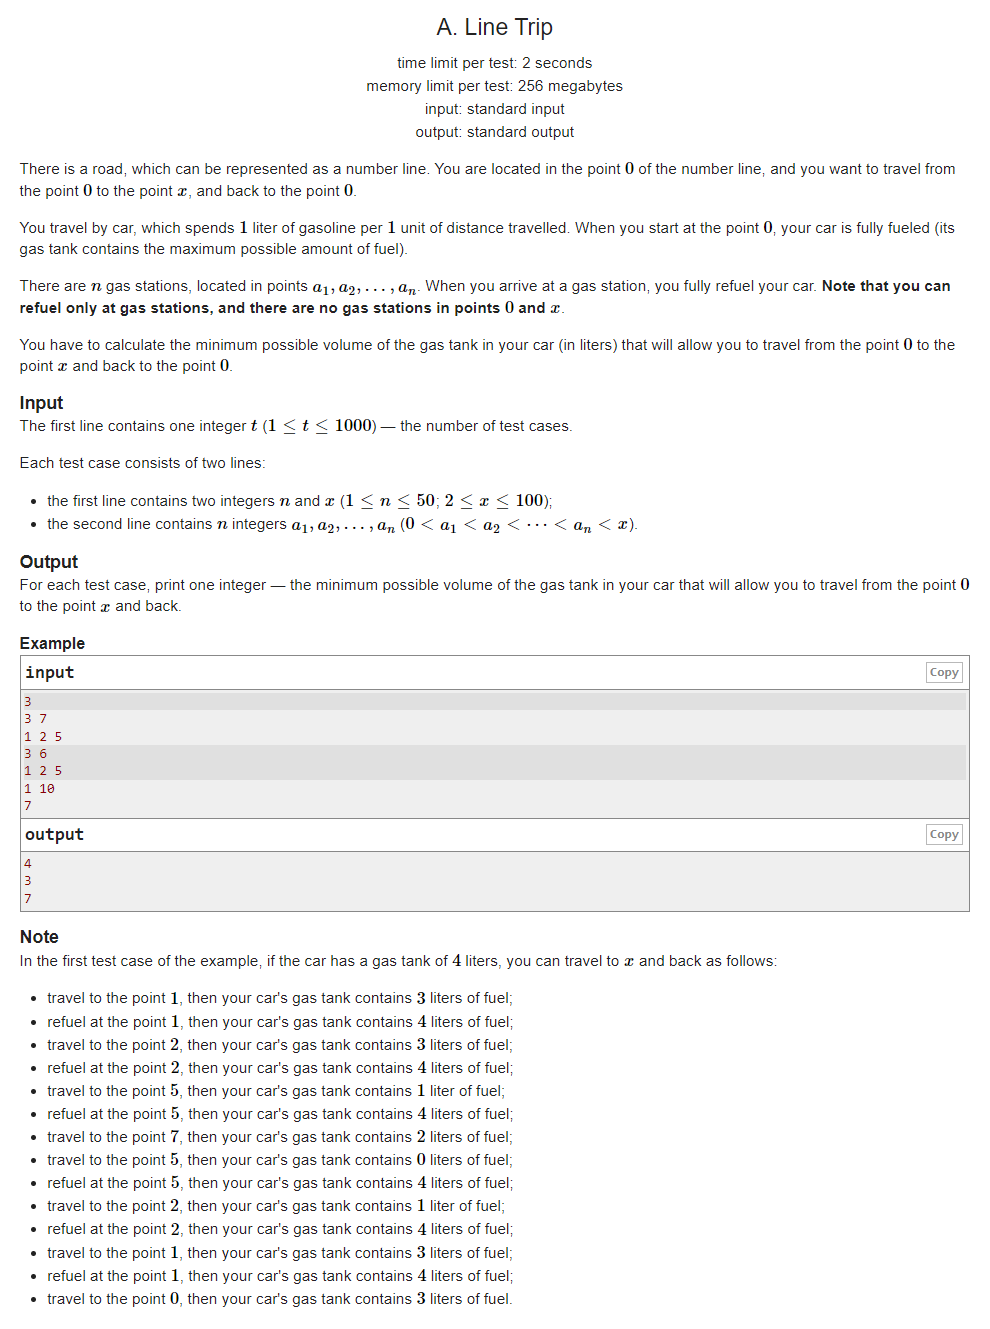 A. Line Trip
time limit per test: 2 seconds
memory limit per test: 256 megabytes
input: standard input
output: standard output
There is a road, which can be represented as a number line. You are located in the point 0 of the number line, and you want to travel from
the point 0 to the point x, and back to the point 0.
You travel by car, which spends 1 liter of gasoline per 1 unit of distance travelled. When you start at the point 0, your car is fully fueled (its
gas tank contains the maximum possible amount of fuel).
There are n gas stations, located in points a₁, a₂, . . . , aₙ. When you arrive at a gas station, you fully refuel your car. Note that you can
refuel only at gas stations, and there are no gas stations in points 0 and x.
You have to calculate the minimum possible volume of the gas tank in your car (in liters) that will allow you to travel from the point 0 to the
point x and back to the point 0.
Input
The first line contains one integer t (1 ≤ t ≤ 1000) — the number of test cases.
Each test case consists of two lines:
• the first line contains two integers n and x (1 ≤ n ≤ 50; 2 ≤ x ≤ 100);
• the second line contains n integers a₁, a₂, . . . , aₙ (0 < a₁ < a₂ < ⋯ < aₙ < x).
Output
For each test case, print one integer — the minimum possible volume of the gas tank in your car that will allow you to travel from the point 0
to the point x and back.
Example
input Copy
3
3 7
1 2 5
3 6
1 2 5
1 10
7
output Copy
4
3
7
Note
In the first test case of the example, if the car has a gas tank of 4 liters, you can travel to x and back as follows:
• travel to the point 1, then your car's gas tank contains 3 liters of fuel;
• refuel at the point 1, then your car's gas tank contains 4 liters of fuel;
• travel to the point 2, then your car's gas tank contains 3 liters of fuel;
• refuel at the point 2, then your car's gas tank contains 4 liters of fuel;
• travel to the point 5, then your car's gas tank contains 1 liter of fuel;
• refuel at the point 5, then your car's gas tank contains 4 liters of fuel;
• travel to the point 7, then your car's gas tank contains 2 liters of fuel;
• travel to the point 5, then your car's gas tank contains 0 liters of fuel;
• refuel at the point 5, then your car's gas tank contains 4 liters of fuel;
• travel to the point 2, then your car's gas tank contains 1 liter of fuel;
• refuel at the point 2, then your car's gas tank contains 4 liters of fuel;
• travel to the point 1, then your car's gas tank contains 3 liters of fuel;
• refuel at the point 1, then your car's gas tank contains 4 liters of fuel;
• travel to the point 0, then your car's gas tank contains 3 liters of fuel.